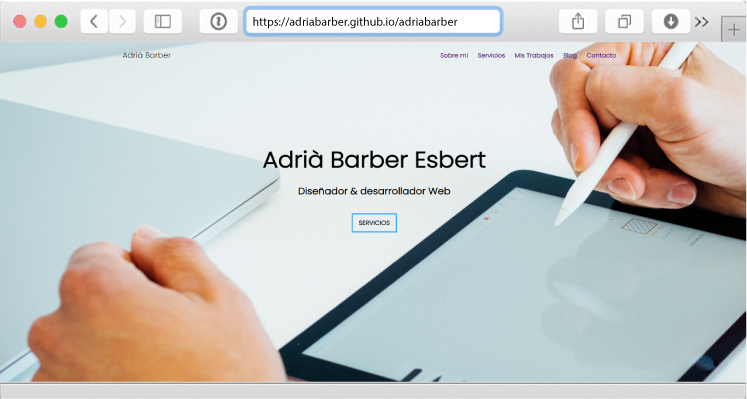 https://adriabarber.github.io/adriabarber
Adrià Barber
Sobre mi Servicios Mis Trabajos Blog Contacto
Adrià Barber Esbert
Diseñador & desarrollador Web
SERVICIOS